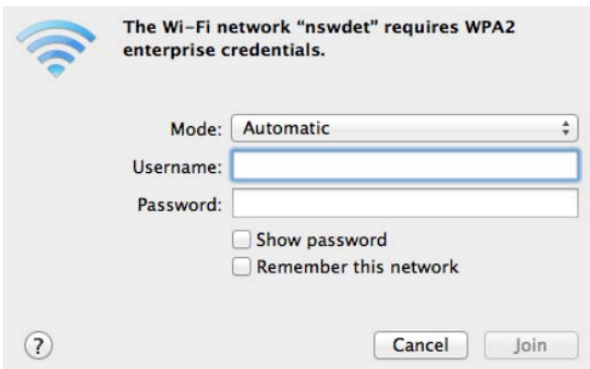 The Wi-Fi network “nswdet” requires WPA2
enterprise credentials.
Mode: Automatic
Username:
Password:
Show password
Remember this network
? Cancel Join